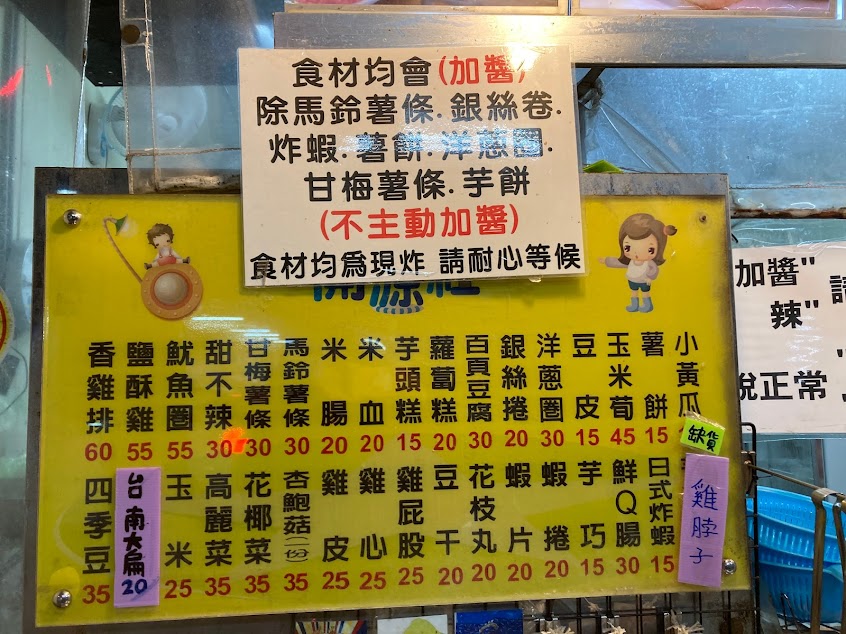 食材均會(加醬)
除馬鈴薯條.銀絲卷.
炸蝦.薯餅.洋蔥圈.
甘梅薯條.芋餅
(不主動加醬)
食材均為現炸 請耐心等候
香雞排 60
鹽酥雞 55
魷魚圈 55
甜不辣 30
甘梅薯條 30
馬鈴薯條 30
米腸 20
米血 20
芋頭糕 15
蘿蔔糕 20
百頁豆腐 30
銀絲捲 20
洋蔥圈 30
豆皮 15
玉米筍 45
薯餅 15
小黃瓜
缺貨
四季豆 35
台南大扁 20
玉米 25
高麗菜 35
花椰菜 35
杏鮑菇(一份) 35
雞皮 25
雞心 25
雞屁股 25
豆干 20
花枝丸 20
蝦片 20
蝦捲 20
芋巧 15
鮮Q腸 30
日式炸蝦 15
雞脖子
加醬"
辣"
說正常